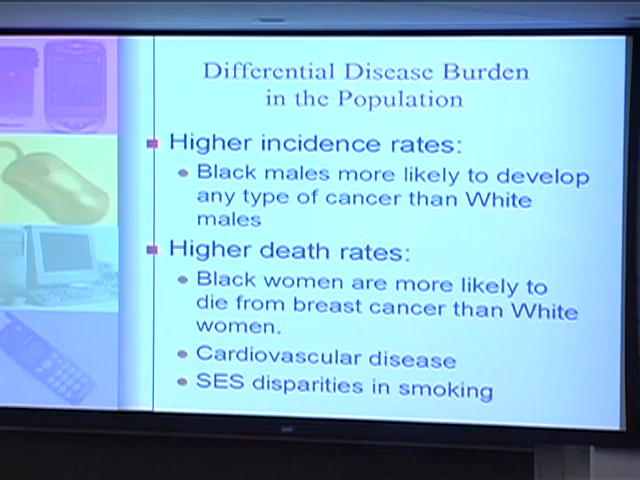 Differential Disease Burden
in the Population
Higher incidence rates:
Black males more likely to develop
any type of cancer than White
males
Higher death rates:
Black women are more likely to
die from breast cancer than White
women.
Cardiovascular disease
SES disparities in smoking